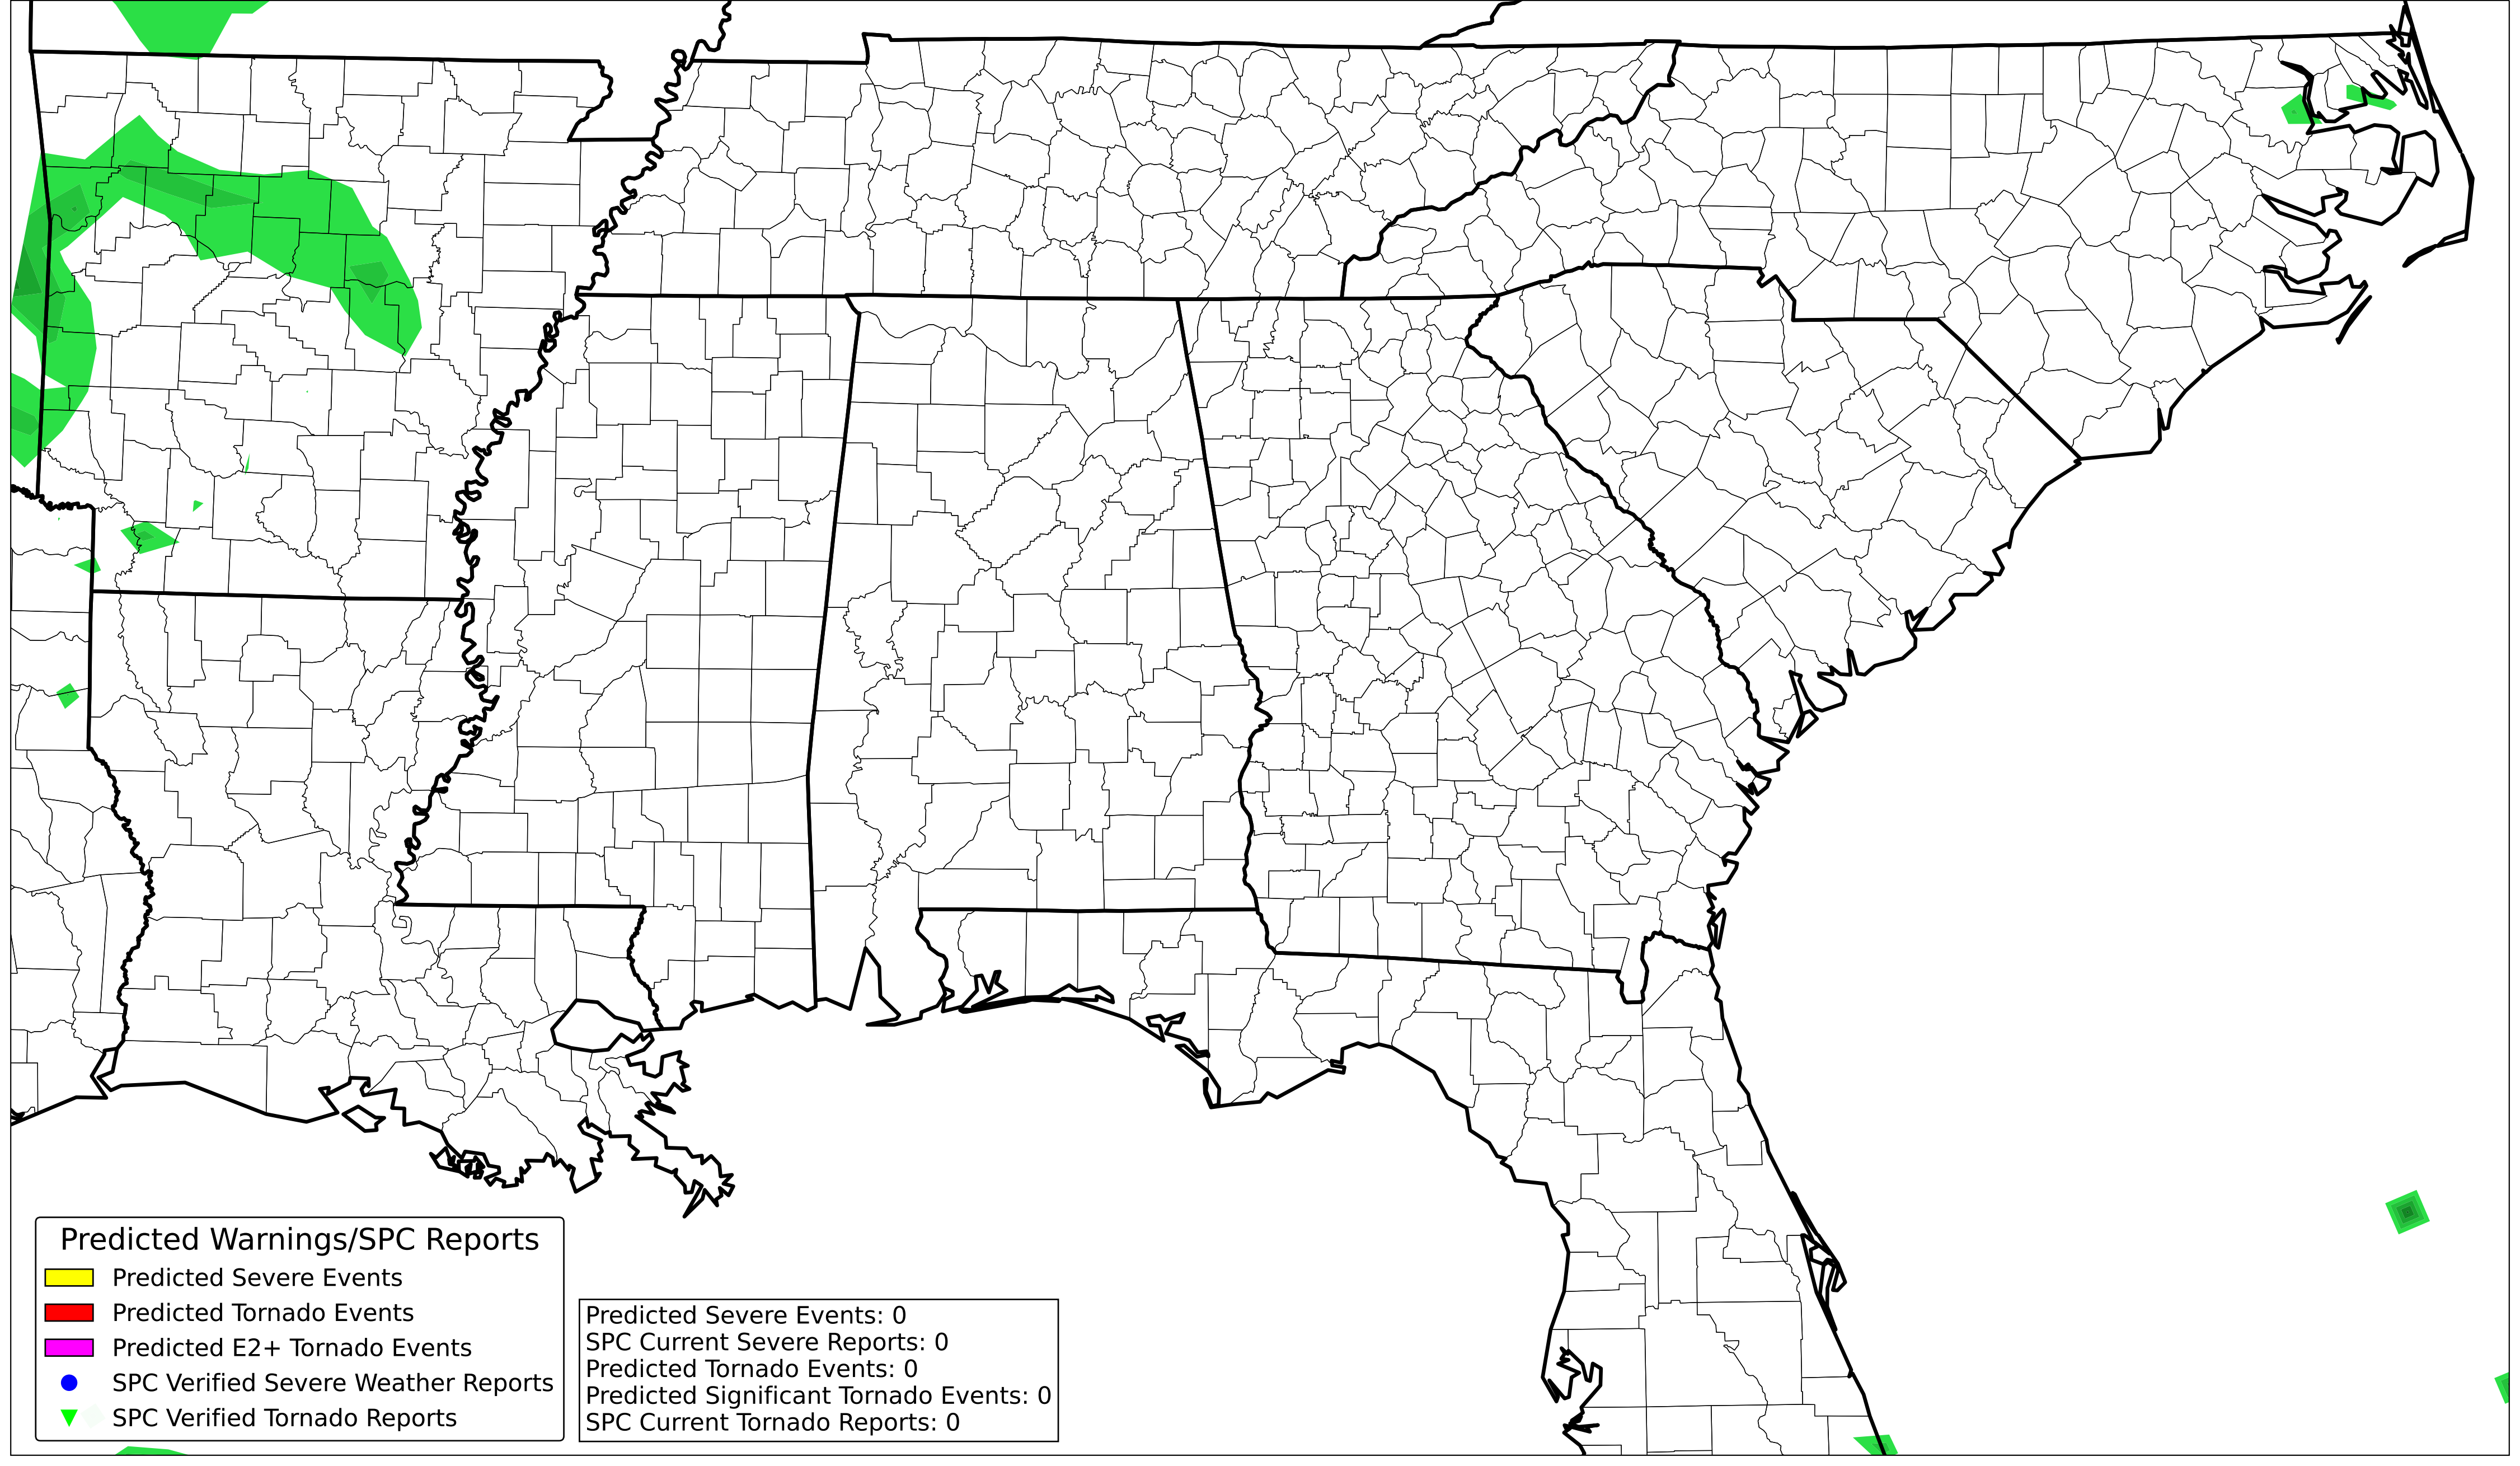 Predicted Warnings/SPC Reports
Predicted Severe Events
Predicted Tornado Events
Predicted E2+ Tornado Events
SPC Verified Severe Weather Reports
SPC Verified Tornado Reports
Predicted Severe Events: 0
SPC Current Severe Reports: 0
Predicted Tornado Events: 0
Predicted Significant Tornado Events: 0
SPC Current Tornado Reports: 0